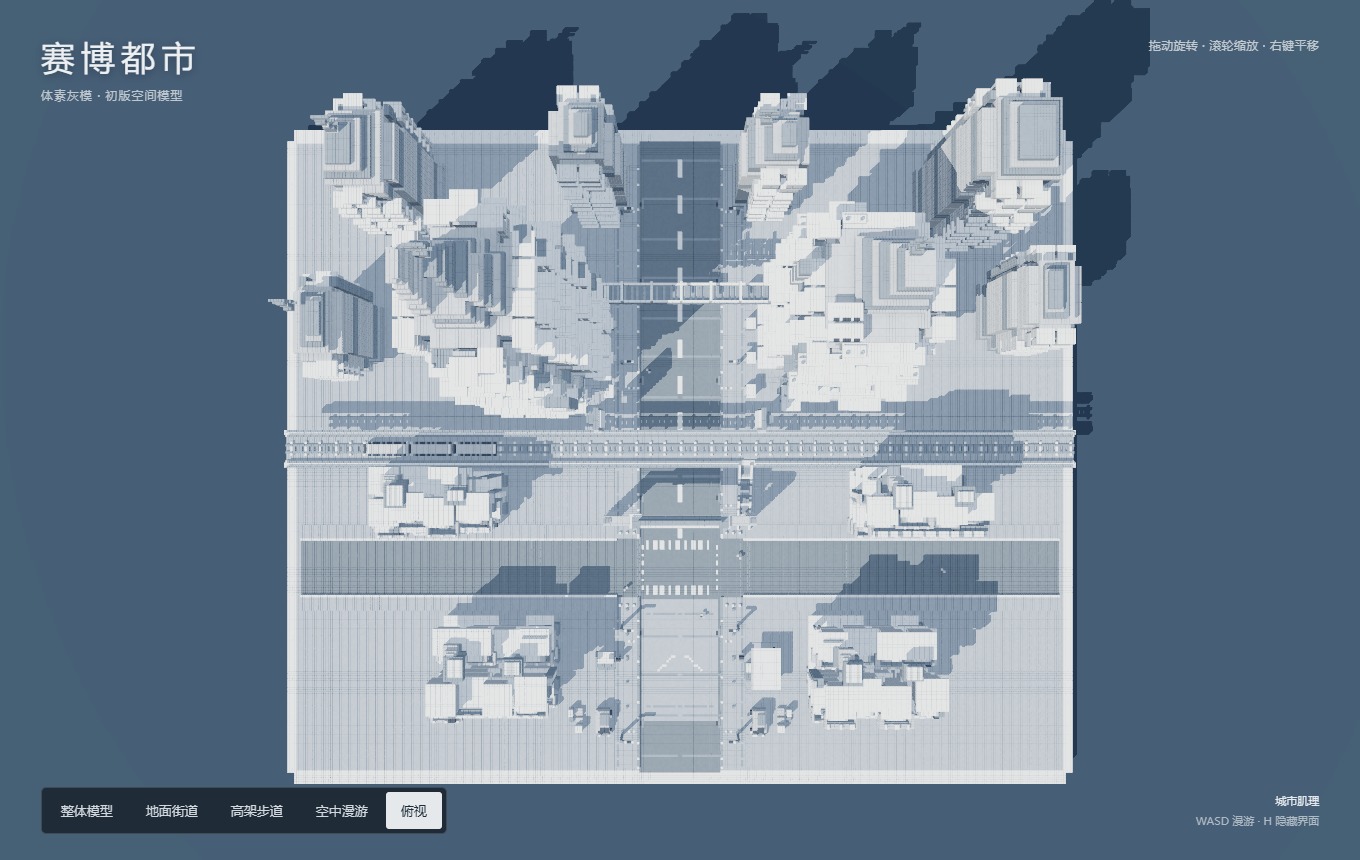 赛博都市
体素灰模 · 初版空间模型
拖动旋转 · 滚轮缩放 · 右键平移
整体模型 地面街道 高架步道 空中漫游 俯视
城市肌理
WASD 漫游 · H 隐藏界面